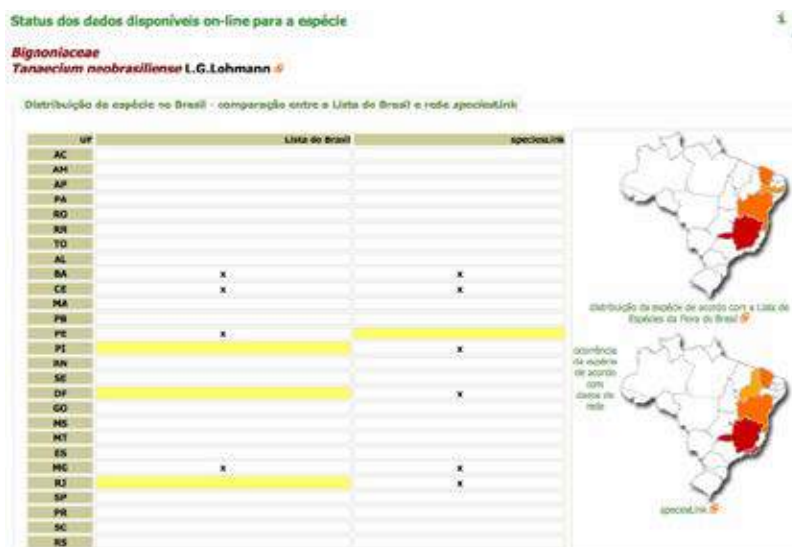 Status dos dados disponíveis on-line para a espécie
i
Bignoniaceae
Tanaecium neobrasiliense L.G.Lohmann
Distribuição da espécie no Brasil - comparação entre a Lista do Brasil e rede speciesLink
UF Lista do Brasil speciesLink
AC
AM
AP
PA
RO
RR
TO
AL
BA x x
CE x x
MA
PB
PE x
PI x
RN
SE
DF x
GO
MS
MT
ES
MG x x
RJ x
SP
PR
SC
RS
distribuição da espécie de acordo com a Lista de
Espécies da Flora do Brasil
ocorrência
da espécie
de acordo
com
dados da
rede
speciesLink